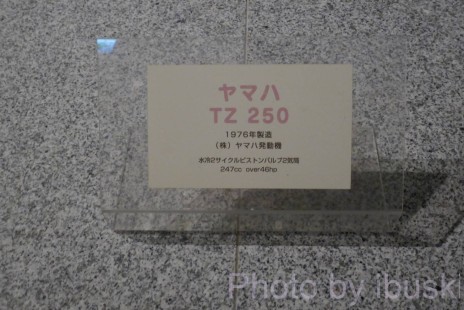 ヤマハ
TZ 250
1976年製造
(株) ヤマハ発動機
水冷2サイクルピストンバルブ2気筒
247cc over46hp
Photo by ibuski